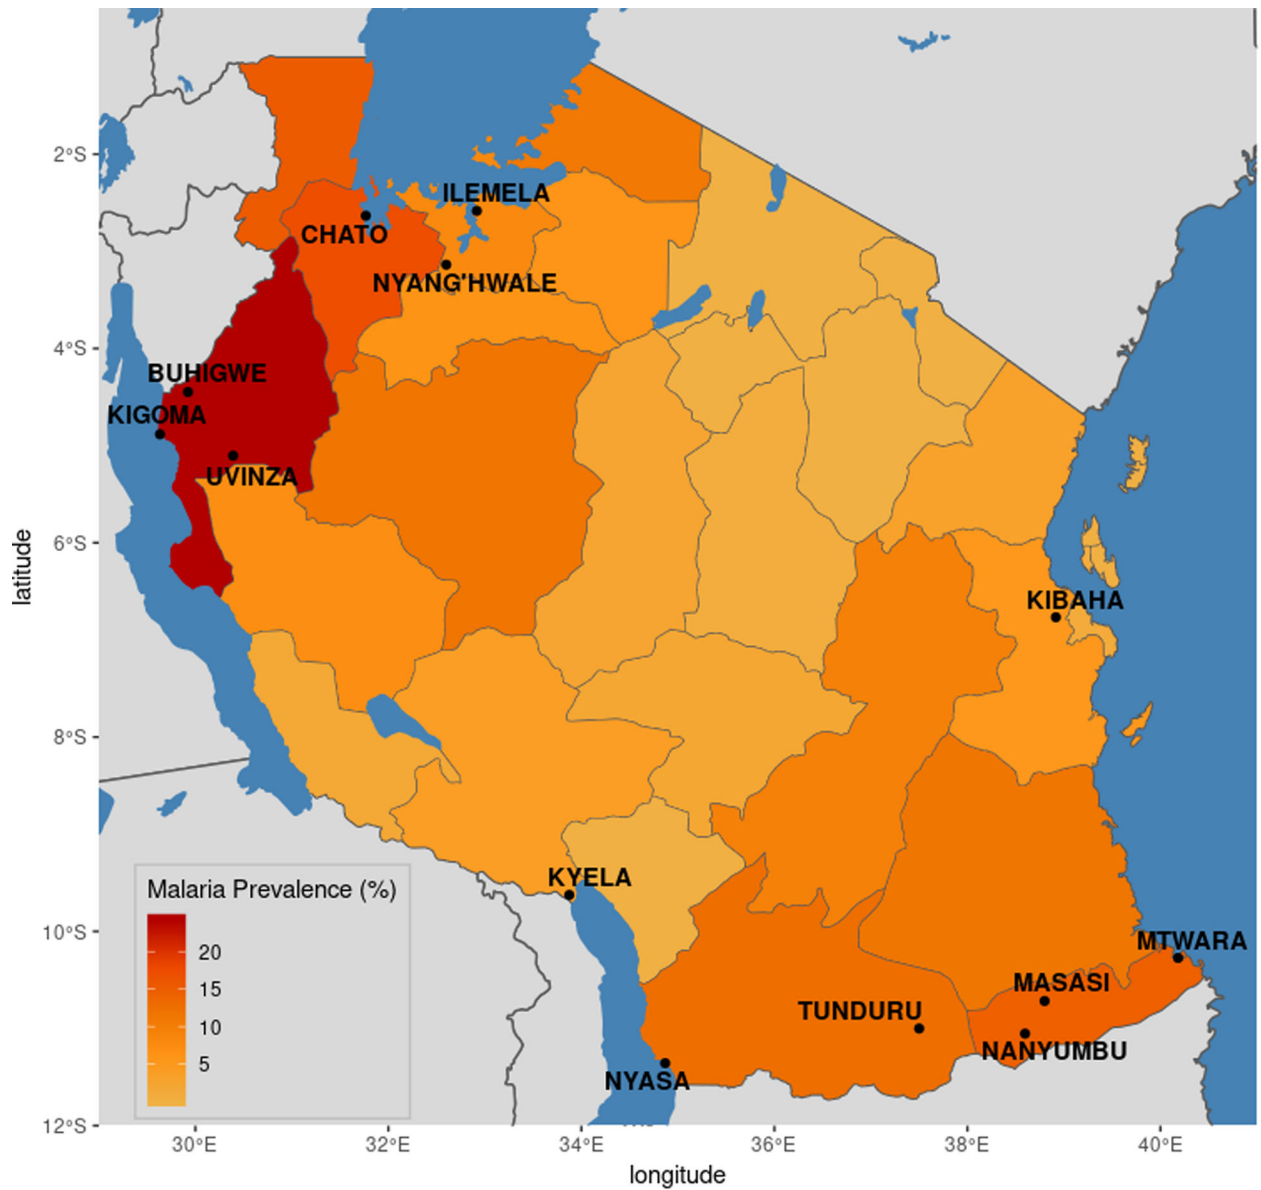 2°S
4°S
6°S
8°S
10°S
12°S
latitude
ILEMELA
CHATO
NYANG'HWALE
BUHIGWE
KIGOMA
UVINZA
KIBAHA
KYELA
MTWARA
MASASI
TUNDURU
NANYUMBU
NYASA
Malaria Prevalence (%)
20
15
10
5
30°E
32°E
34°E
36°E
38°E
40°E
longitude